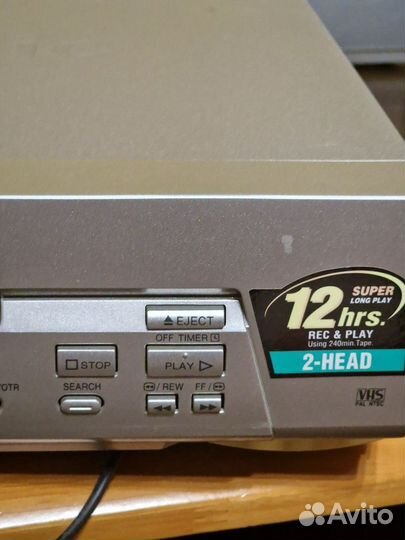 ▲ EJECT
OFF TIMER
□ STOP
PLAY ▷
VOTR
SEARCH
/ REW
FF /
◀◀
▶▶
SUPER
LONG PLAY
12 hrs.
REC & PLAY
Using 240min. Tape.
2-HEAD
VHS
PAL NTSC
Avito